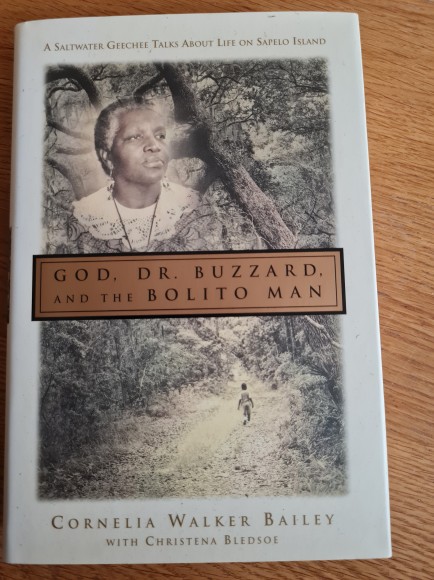 A Saltwater Geechee Talks About Life on Sapelo Island
GOD, DR. BUZZARD,
AND THE BOLITO MAN
Cornelia Walker Bailey
with Christena Bledsoe